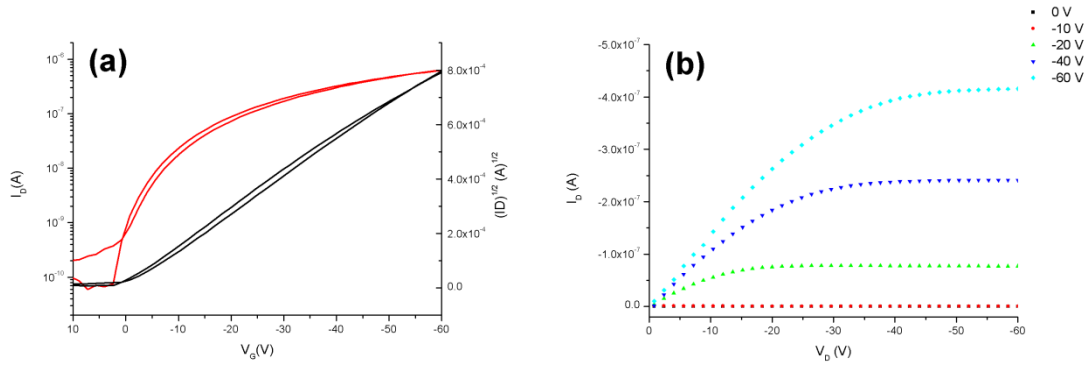 (a)
I_D(A)
10^-8
10^-7
10^-8
10^-9
10^-10
8.0x10^-4
6.0x10^-4
4.0x10^-4
2.0x10^-4
0.0
(ID)^1/2 (A)^1/2
10 0 -10 -20 -30 -40 -50 -60
V_G(V)
(b)
0 V
-10 V
-20 V
-40 V
-60 V
I_D (A)
-5.0x10^-7
-4.0x10^-7
-3.0x10^-7
-2.0x10^-7
-1.0x10^-7
0.0
0 -10 -20 -30 -40 -50 -60
V_D (V)